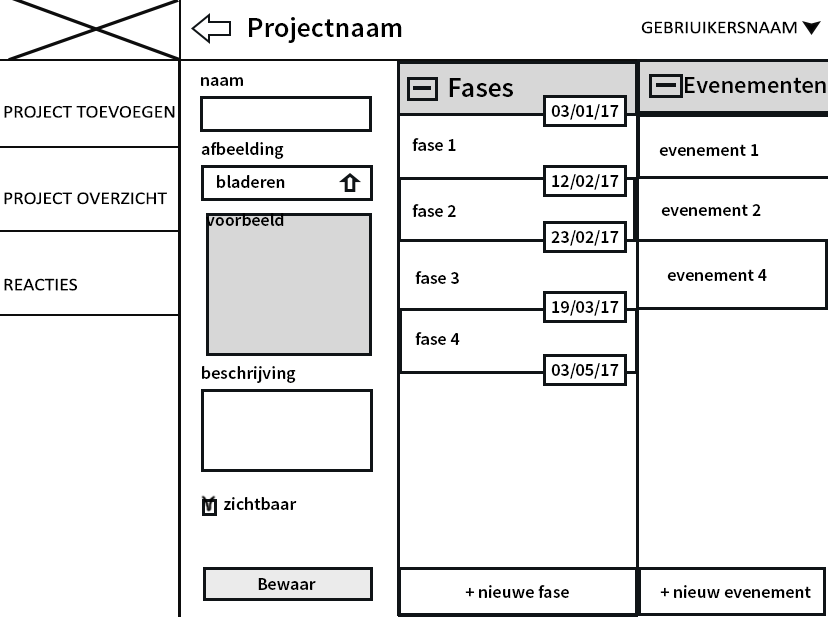 Projectnaam
GEBRIUIKERSNAAM
PROJECT TOEVOEGEN
PROJECT OVERZICHT
REACTIES
naam
afbeelding
bladeren
voorbeeld
beschrijving
zichtbaar
Bewaar
Fases
03/01/17
fase 1
12/02/17
fase 2
23/02/17
fase 3
19/03/17
fase 4
03/05/17
+ nieuwe fase
Evenementen
evenement 1
evenement 2
evenement 4
+ nieuw evenement